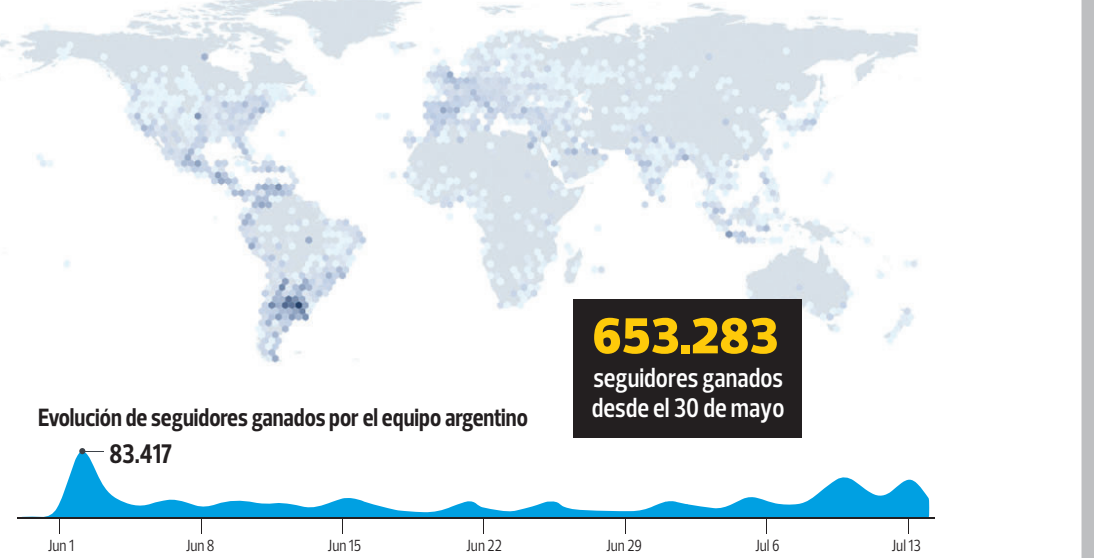 653.283
seguidores ganados
desde el 30 de mayo
Evolución de seguidores ganados por el equipo argentino
83.417
Jun 1 Jun 8 Jun 15 Jun 22 Jun 29 Jul 6 Jul 13